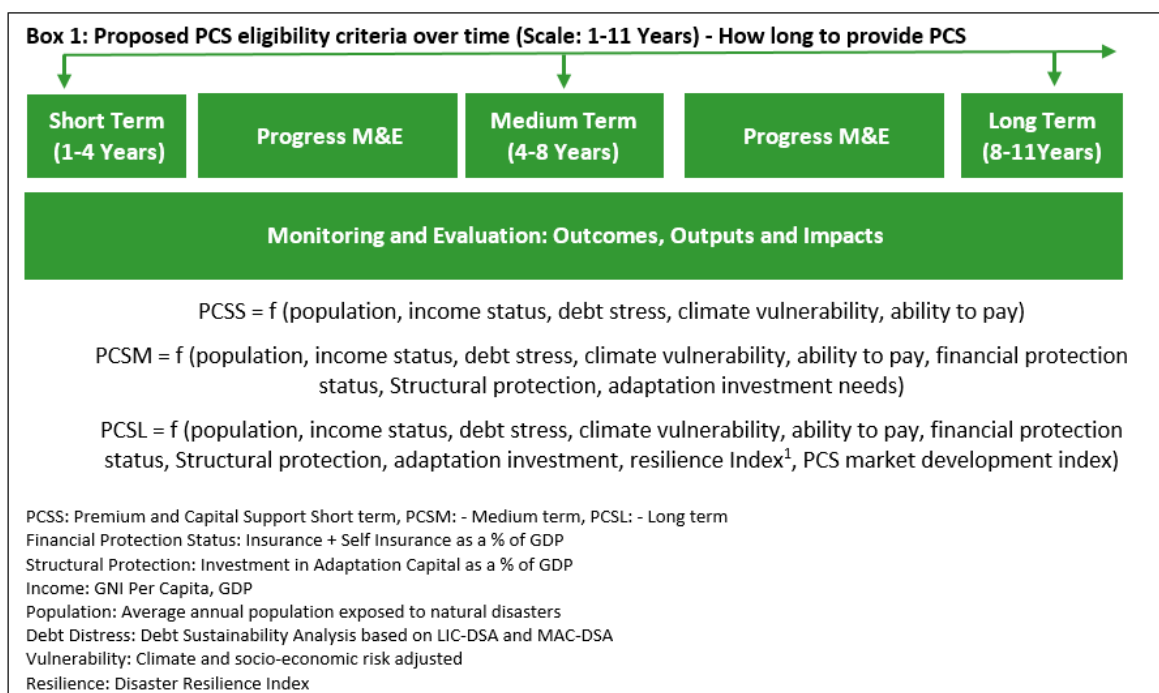 Box 1: Proposed PCS eligibility criteria over time (Scale: 1-11 Years) - How long to provide PCS
Short Term
(1-4 Years)
Progress M&E
Medium Term
(4-8 Years)
Progress M&E
Long Term
(8-11Years)
Monitoring and Evaluation: Outcomes, Outputs and Impacts
PCSS = f (population, income status, debt stress, climate vulnerability, ability to pay)
PCSM = f (population, income status, debt stress, climate vulnerability, ability to pay, financial protection
status, Structural protection, adaptation investment needs)
PCSL = f (population, income status, debt stress, climate vulnerability, ability to pay, financial protection
status, Structural protection, adaptation investment, resilience Index¹, PCS market development index)
PCSS: Premium and Capital Support Short term, PCSM: - Medium term, PCSL: - Long term
Financial Protection Status: Insurance + Self Insurance as a % of GDP
Structural Protection: Investment in Adaptation Capital as a % of GDP
Income: GNI Per Capita, GDP
Population: Average annual population exposed to natural disasters
Debt Distress: Debt Sustainability Analysis based on LIC-DSA and MAC-DSA
Vulnerability: Climate and socio-economic risk adjusted
Resilience: Disaster Resilience Index